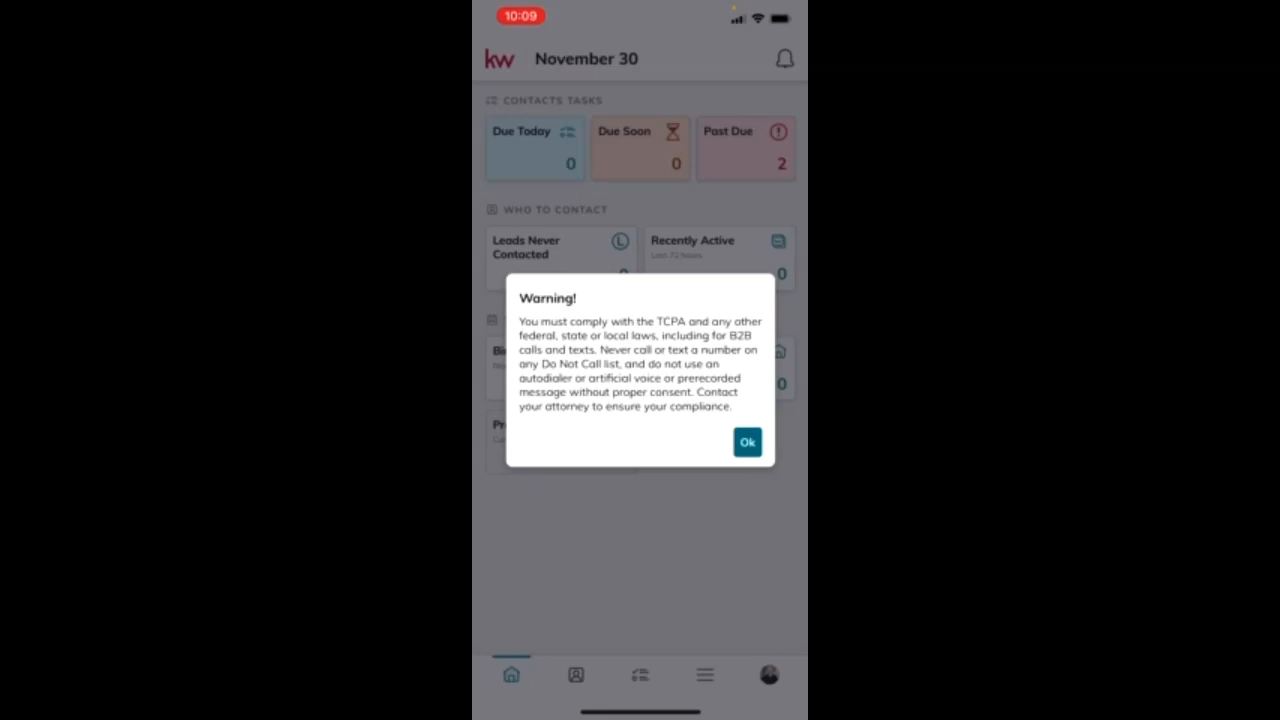 10:09
kw November 30
CONTACTS TASKS
Due Today Due Soon Past Due
0 0 2
WHO TO CONTACT
Leads Never Recently Active
Contacted Last 72 hours
0
Warning!
You must comply with the TCPA and any other
federal, state or local laws, including for B2B
calls and texts. Never call or text a number on
any Do Not Call list, and do not use an
autodialer or artificial voice or prerecorded
message without proper consent. Contact
your attorney to ensure your compliance.
0
Ok